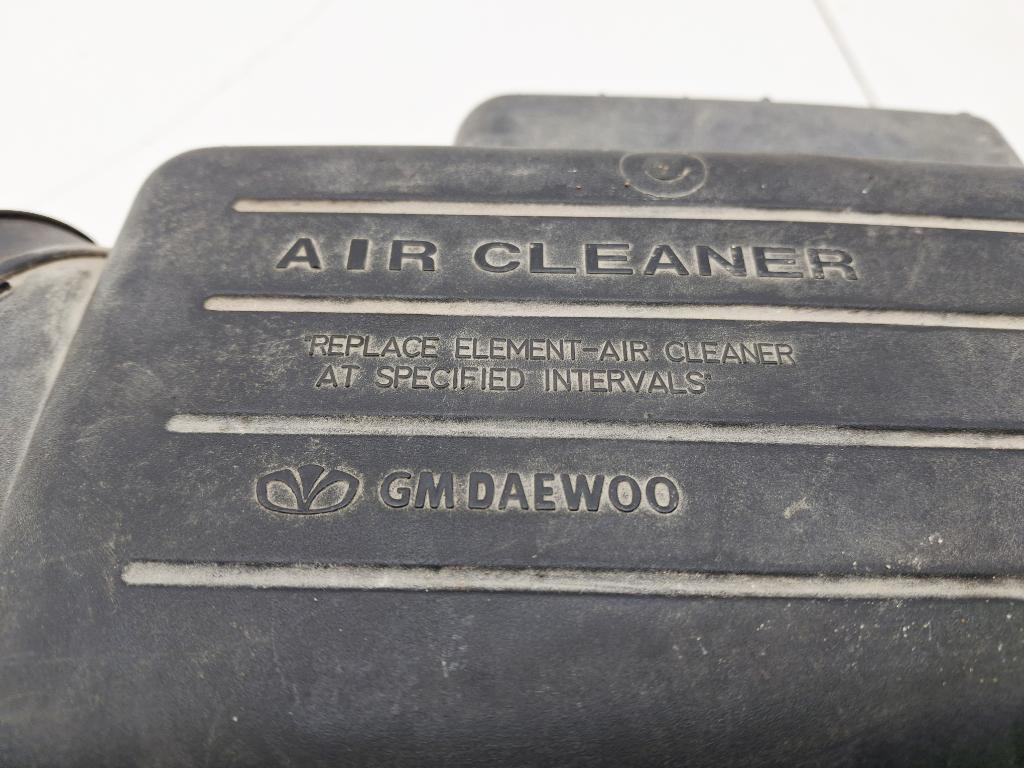 AIR CLEANER
"REPLACE ELEMENT-AIR CLEANER
AT SPECIFIED INTERVALS"
GM DAEWOO